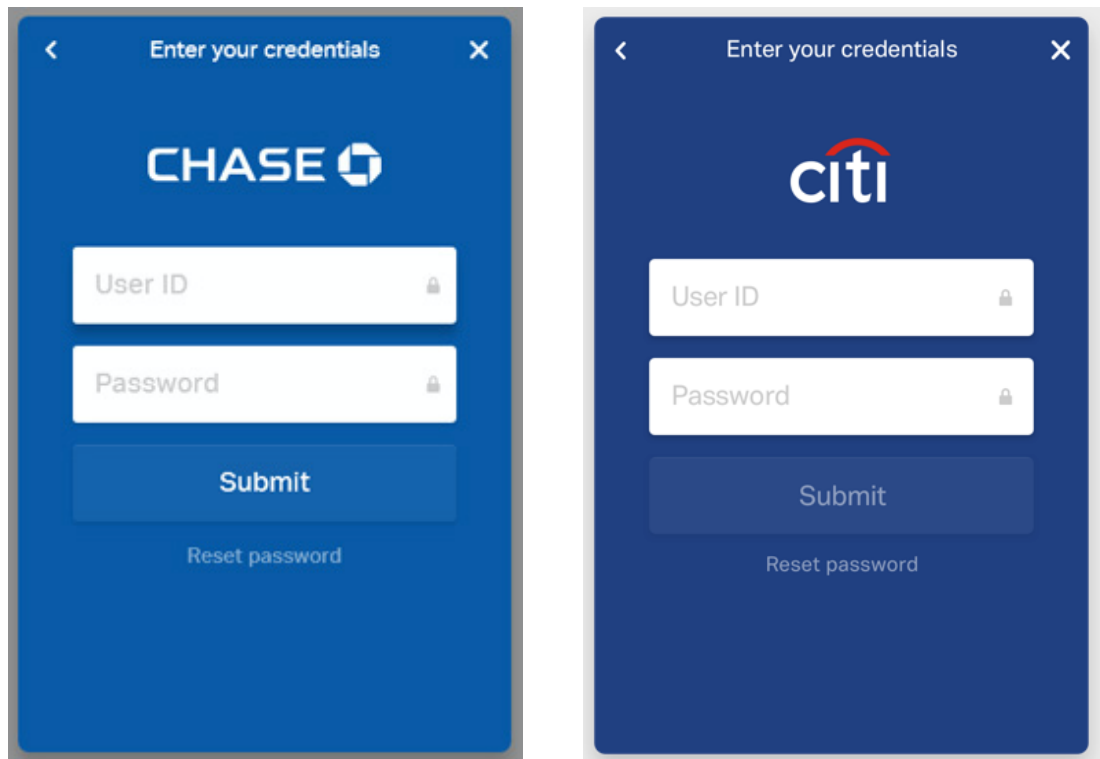 Enter your credentials
CHASE
User ID
Password
Submit
Reset password
Enter your credentials
citi
User ID
Password
Submit
Reset password